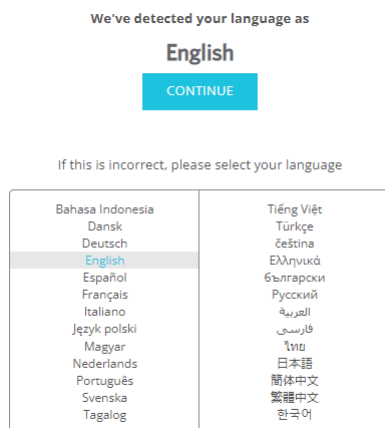 We've detected your language as
English
CONTINUE
If this is incorrect, please select your language
Bahasa Indonesia
Dansk
Deutsch
English
Español
Français
Italiano
Język polski
Magyar
Nederlands
Português
Svenska
Tagalog
Tiếng Việt
Türkçe
čeština
Ελληνικά
български
Русский
العربية
فارسی
ไทย
日本語
简体中文
繁體中文
한국어